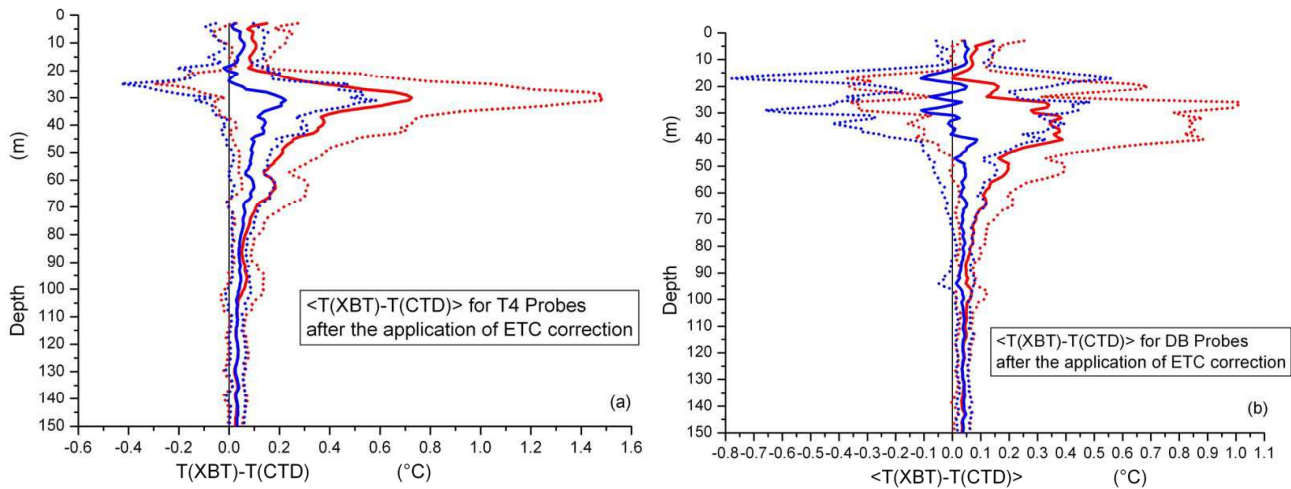 0
10
20
30
40
50
60
70
80
90
100
110
120
130
140
150
Depth (m)
<T(XBT)-T(CTD)> for T4 Probes
after the application of ETC correction
(a)
-0.6 -0.4 -0.2 0.0 0.2 0.4 0.6 0.8 1.0 1.2 1.4 1.6
T(XBT)-T(CTD) (°C)
0
10
20
30
40
50
60
70
80
90
100
110
120
130
140
150
Depth (m)
<T(XBT)-T(CTD)> for DB Probes
after the application of ETC correction
(b)
-0.8 -0.7 -0.6 -0.5 -0.4 -0.3 -0.2 -0.1 0.0 0.1 0.2 0.3 0.4 0.5 0.6 0.7 0.8 0.9 1.0 1.1
<T(XBT)-T(CTD)> (°C)